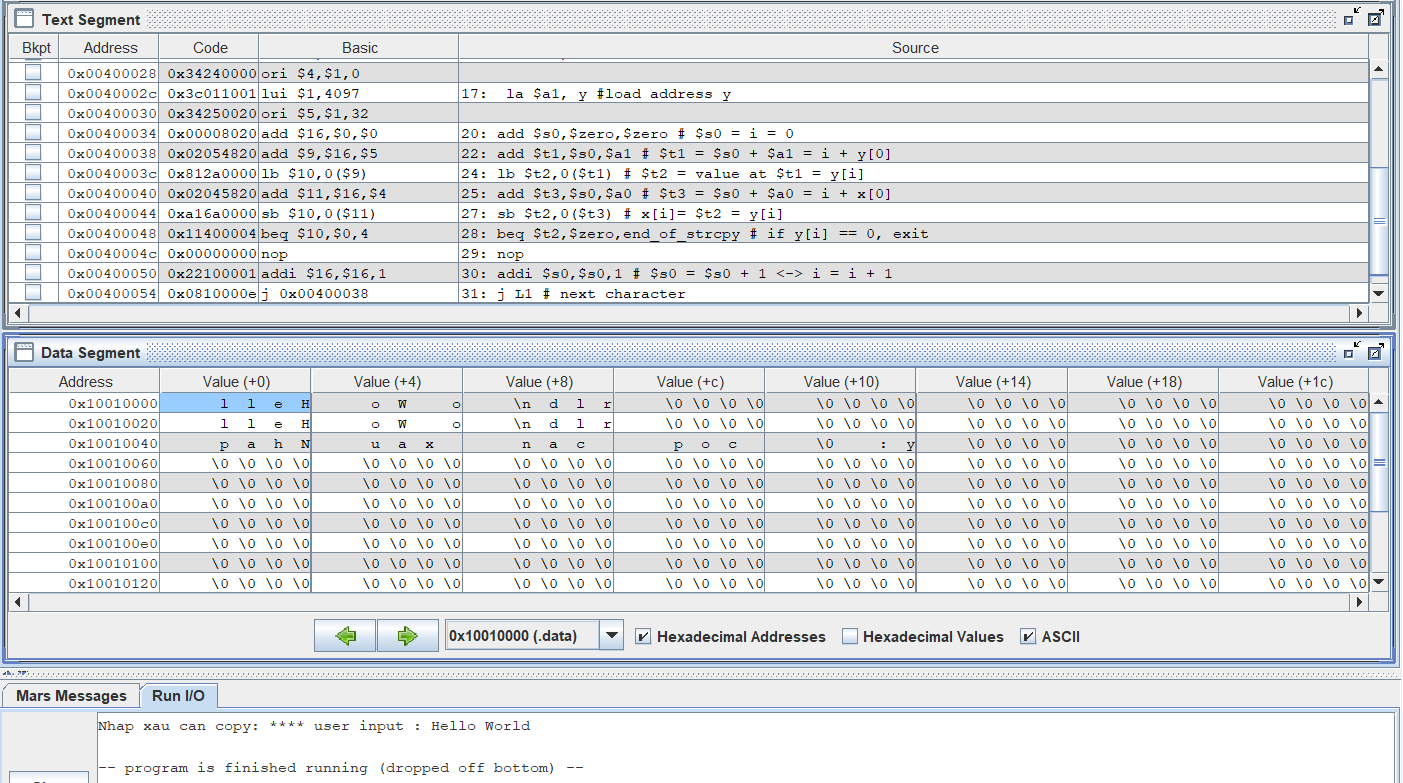 Text Segment
Bkpt Address Code Basic Source
0x00400028 0x34240000 ori $4,$1,0
0x0040002c 0x3c011001 lui $1,4097 17: la $a1, y #load address y
0x00400030 0x34250020 ori $5,$1,32
0x00400034 0x00008020 add $16,$0,$0 20: add $s0,$zero,$zero # $s0 = i = 0
0x00400038 0x02054820 add $9,$16,$5 22: add $t1,$s0,$a1 # $t1 = $s0 + $a1 = i + y[0]
0x0040003c 0x812a0000 lb $10,0($9) 24: lb $t2,0($t1) # $t2 = value at $t1 = y[i]
0x00400040 0x02045820 add $11,$16,$4 25: add $t3,$s0,$a0 # $t3 = $s0 + $a0 = i + x[0]
0x00400044 0xa16a0000 sb $10,0($11) 27: sb $t2,0($t3) # x[i]= $t2 = y[i]
0x00400048 0x11400004 beq $10,$0,4 28: beq $t2,$zero,end_of_strcpy # if y[i] == 0, exit
0x0040004c 0x00000000 nop 29: nop
0x00400050 0x22100001 addi $16,$16,1 30: addi $s0,$s0,1 # $s0 = $s0 + 1 <-> i = i + 1
0x00400054 0x0810000e j 0x00400038 31: j L1 # next character
Data Segment
Address Value (+0) Value (+4) Value (+8) Value (+c) Value (+10) Value (+14) Value (+18) Value (+1c)
0x10010000 l l e H o W o \n d l r \0 \0 \0 \0 \0 \0 \0 \0 \0 \0 \0 \0 \0 \0 \0 \0 \0 \0 \0 \0
0x10010020 l l e H o W o \n d l r \0 \0 \0 \0 \0 \0 \0 \0 \0 \0 \0 \0 \0 \0 \0 \0 \0 \0 \0 \0
0x10010040 p a h N u a x n a c p o c \0 : y \0 \0 \0 \0 \0 \0 \0 \0 \0 \0 \0 \0
0x10010060 \0 \0 \0 \0 \0 \0 \0 \0 \0 \0 \0 \0 \0 \0 \0 \0 \0 \0 \0 \0 \0 \0 \0 \0 \0 \0 \0 \0 \0 \0 \0 \0
0x10010080 \0 \0 \0 \0 \0 \0 \0 \0 \0 \0 \0 \0 \0 \0 \0 \0 \0 \0 \0 \0 \0 \0 \0 \0 \0 \0 \0 \0 \0 \0 \0 \0
0x100100a0 \0 \0 \0 \0 \0 \0 \0 \0 \0 \0 \0 \0 \0 \0 \0 \0 \0 \0 \0 \0 \0 \0 \0 \0 \0 \0 \0 \0 \0 \0 \0 \0
0x100100c0 \0 \0 \0 \0 \0 \0 \0 \0 \0 \0 \0 \0 \0 \0 \0 \0 \0 \0 \0 \0 \0 \0 \0 \0 \0 \0 \0 \0 \0 \0 \0 \0
0x100100e0 \0 \0 \0 \0 \0 \0 \0 \0 \0 \0 \0 \0 \0 \0 \0 \0 \0 \0 \0 \0 \0 \0 \0 \0 \0 \0 \0 \0 \0 \0 \0 \0
0x10010100 \0 \0 \0 \0 \0 \0 \0 \0 \0 \0 \0 \0 \0 \0 \0 \0 \0 \0 \0 \0 \0 \0 \0 \0 \0 \0 \0 \0 \0 \0 \0 \0
0x10010120 \0 \0 \0 \0 \0 \0 \0 \0 \0 \0 \0 \0 \0 \0 \0 \0 \0 \0 \0 \0 \0 \0 \0 \0 \0 \0 \0 \0 \0 \0 \0 \0
0x10010000 (.data) Hexadecimal Addresses Hexadecimal Values ASCII
Mars Messages Run I/O
Nhap xau can copy: **** user input : Hello World
-- program is finished running (dropped off bottom) --